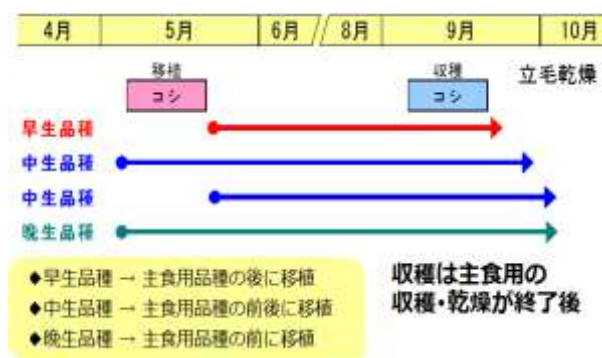 4月 5月 6月 8月 9月 10月
移植 収穫 立毛乾燥
コシ コシ
早生品種
中生品種
中生品種
晩生品種
◆早生品種 → 主食用品種の後に移植
◆中生品種 → 主食用品種の前後に移植
◆晩生品種 → 主食用品種の前に移植
収穫は主食用の
収穫・乾燥が終了後